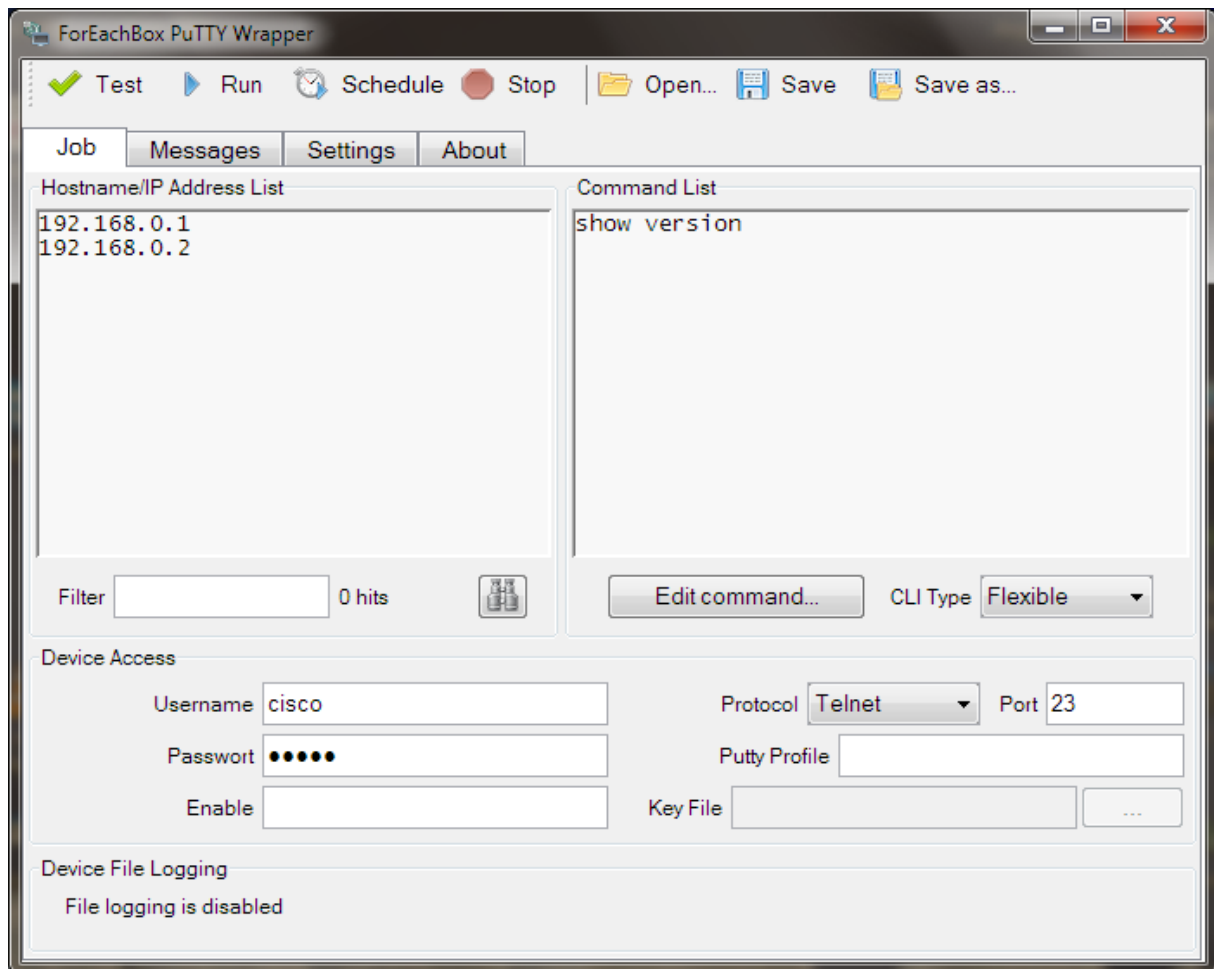 ForEachBox PuTTY Wrapper
Test Run Schedule Stop Open... Save Save as...
Job Messages Settings About
Hostname/IP Address List
192.168.0.1
192.168.0.2
Filter 0 hits
Command List
show version
Edit command... CLI Type Flexible
Device Access
Username cisco
Passwort •••••
Enable
Protocol Telnet Port 23
Putty Profile
Key File ...
Device File Logging
File logging is disabled